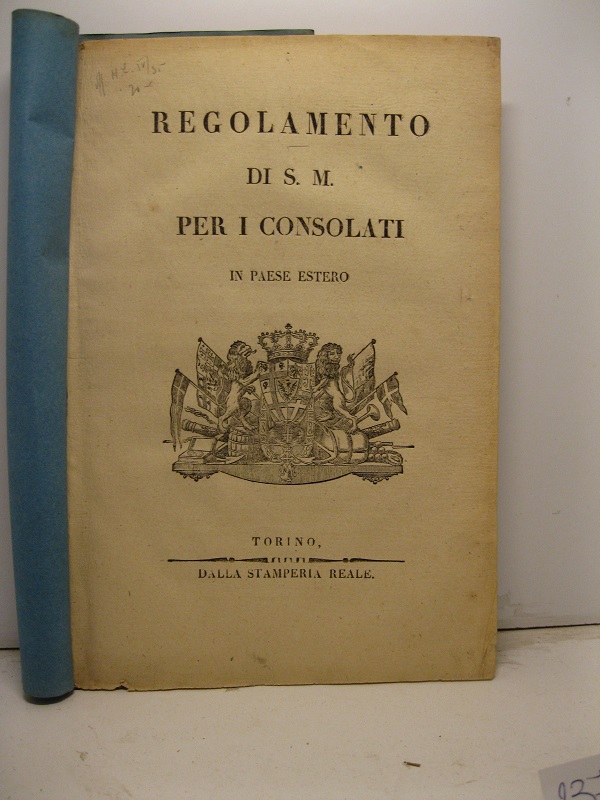 REGOLAMENTO
DI S. M.
PER I CONSOLATI
IN PAESE ESTERO
TORINO,
DALLA STAMPERIA REALE.